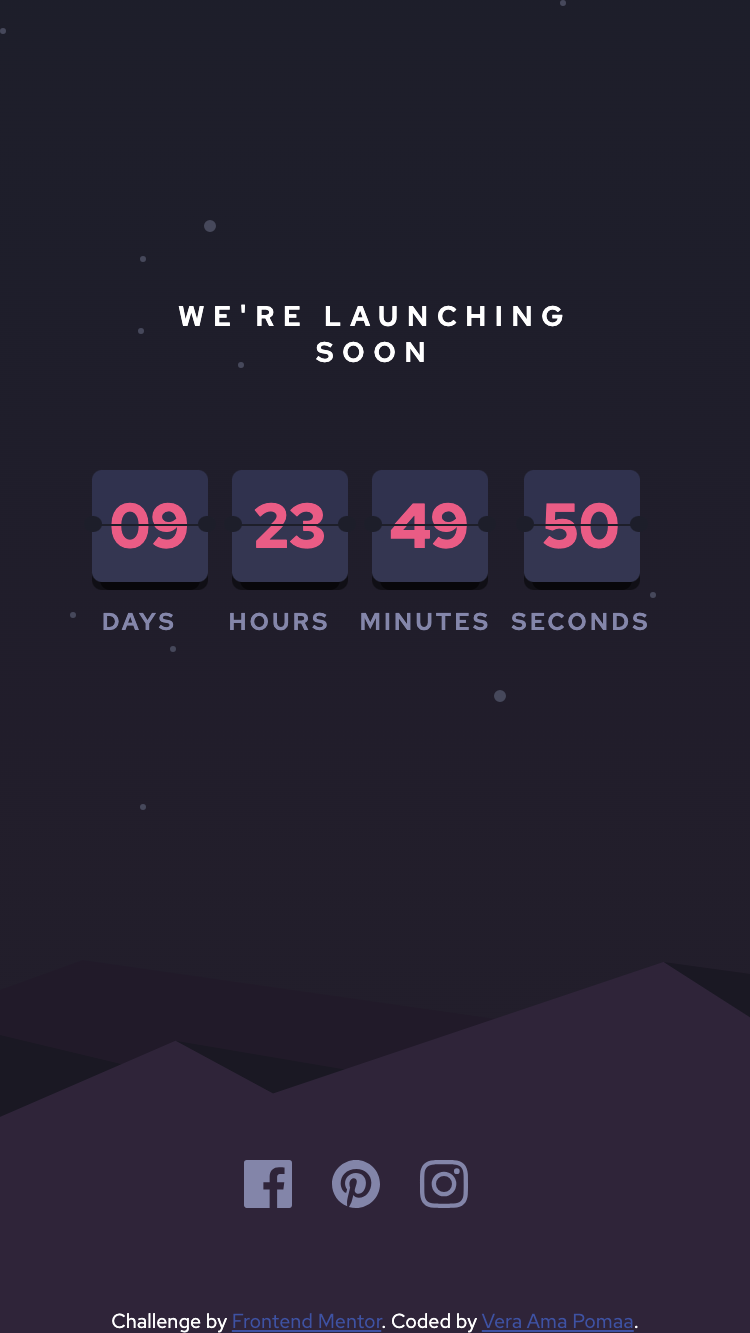 WE'RE LAUNCHING
SOON
09 23 49 50
DAYS HOURS MINUTES SECONDS
Challenge by Frontend Mentor. Coded by Vera Ama Pomaa.